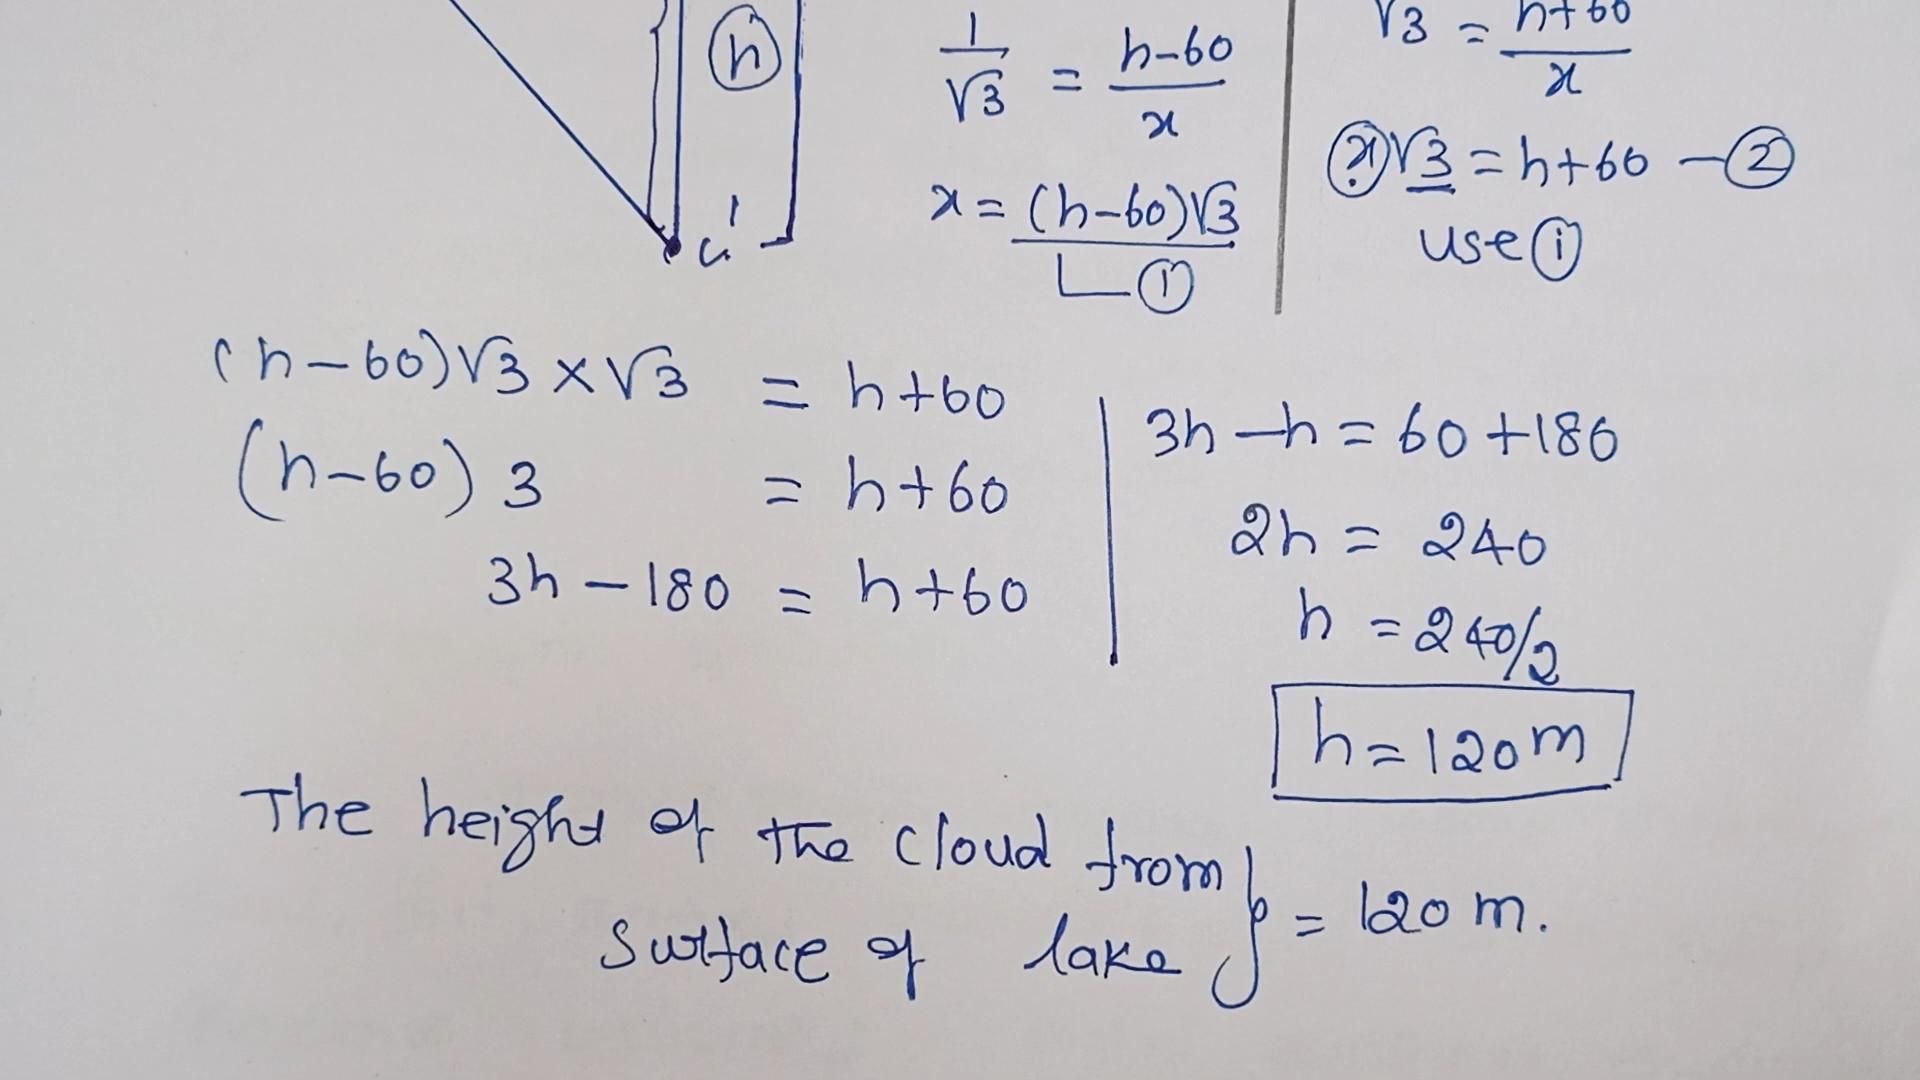 h
1/√3 = h-60/x
x = (h-60)√3
①
√3 = h+60/x
x√3 = h+60 — ②
use ①
(h-60)√3 × √3 = h+60
(h-60) 3 = h+60
3h - 180 = h+60
3h - h = 60 + 180
2h = 240
h = 240/2
h = 120m
The height of the cloud from
surface of lake } = 120 m.